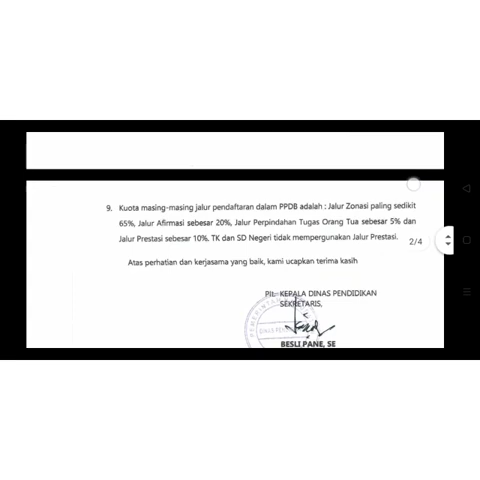 9. Kuota masing-masing jalur pendaftaran dalam PPDB adalah : Jalur Zonasi paling sedikit
65%, Jalur Afirmasi sebesar 20%, Jalur Perpindahan Tugas Orang Tua sebesar 5% dan
Jalur Prestasi sebesar 10%. TK dan SD Negeri tidak mempergunakan Jalur Prestasi.
2/4
Atas perhatian dan kerjasama yang baik, kami ucapkan terima kasih
Plt. KEPALA DINAS PENDIDIKAN
SEKRETARIS,
BESLI PANE, SE